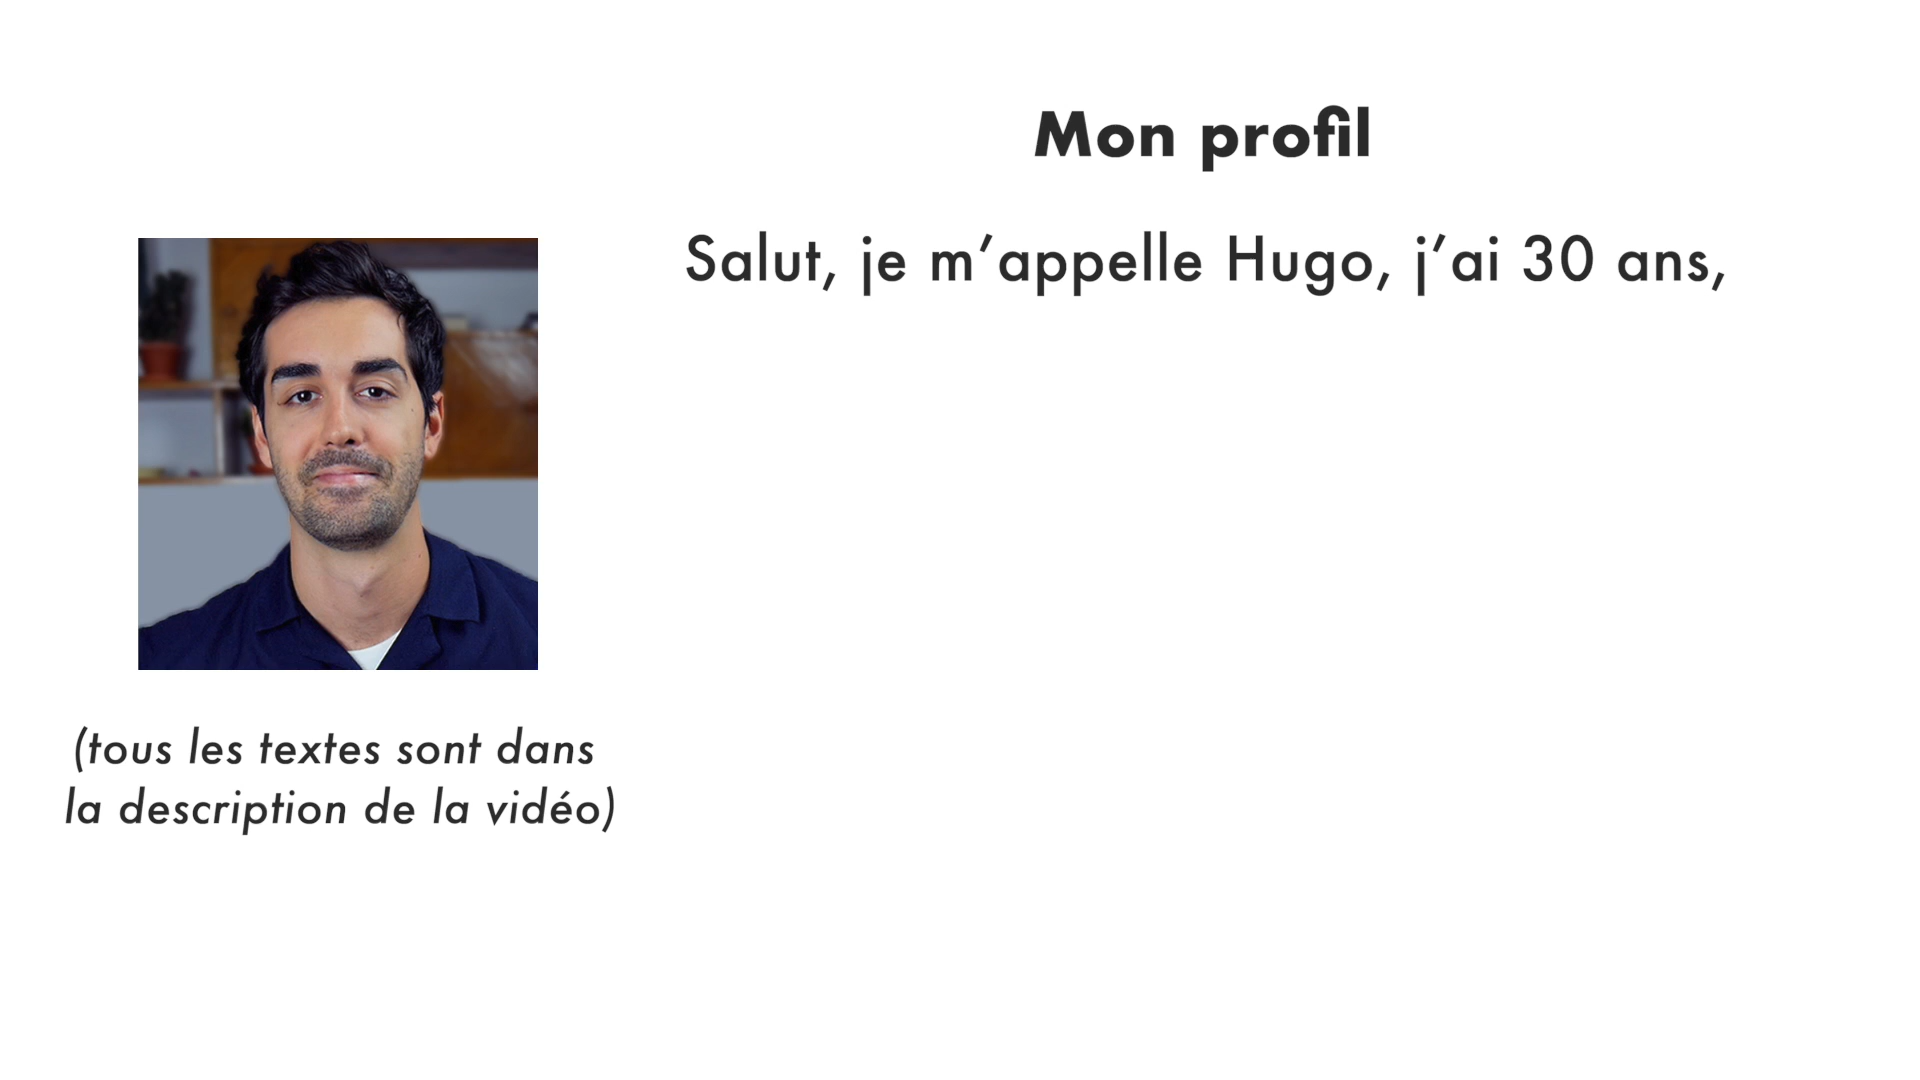 Mon profil
Salut, je m’appelle Hugo, j’ai 30 ans,
(tous les textes sont dans
la description de la vidéo)